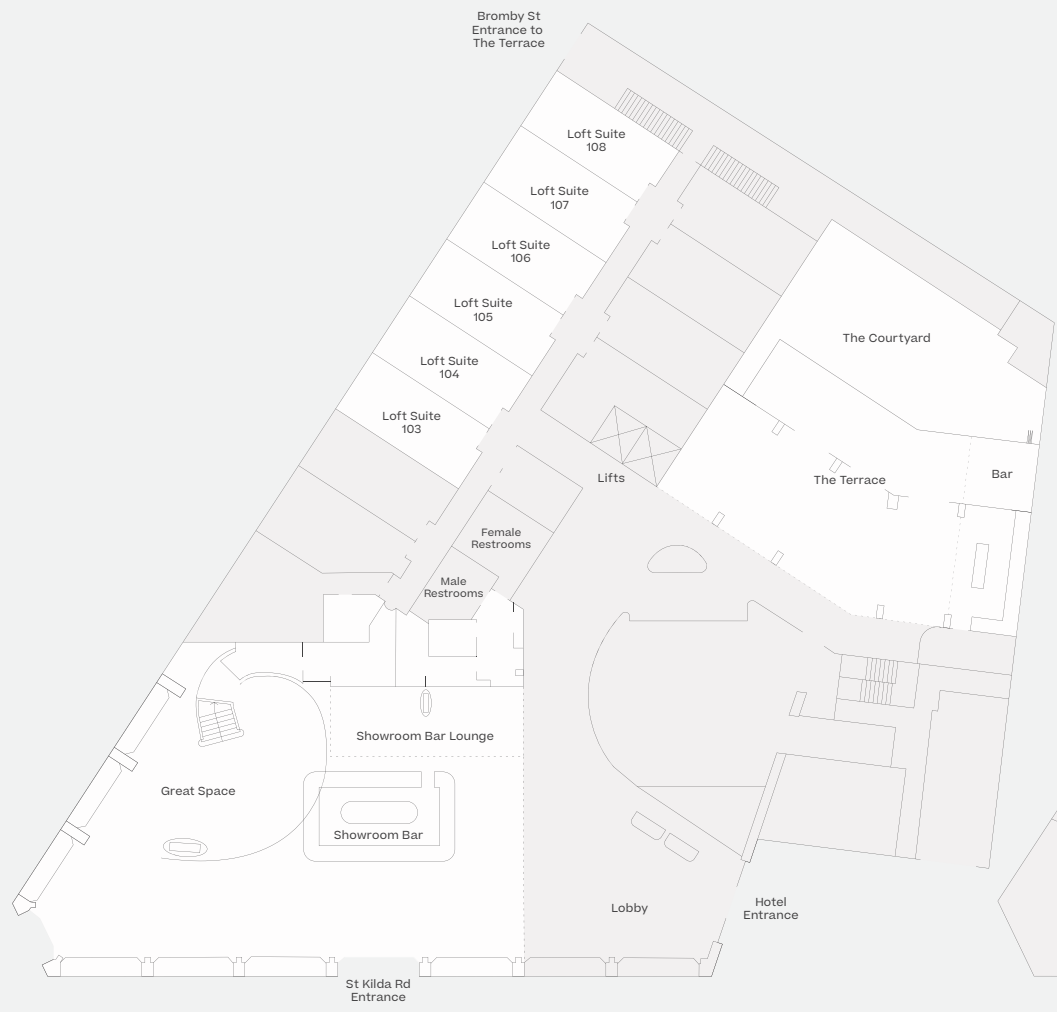 Bromby St
Entrance to
The Terrace
Loft Suite
108
Loft Suite
107
Loft Suite
106
Loft Suite
105
Loft Suite
104
Loft Suite
103
The Courtyard
Lifts
The Terrace
Bar
Female
Restrooms
Male
Restrooms
Showroom Bar Lounge
Great Space
Showroom Bar
Lobby
Hotel
Entrance
St Kilda Rd
Entrance